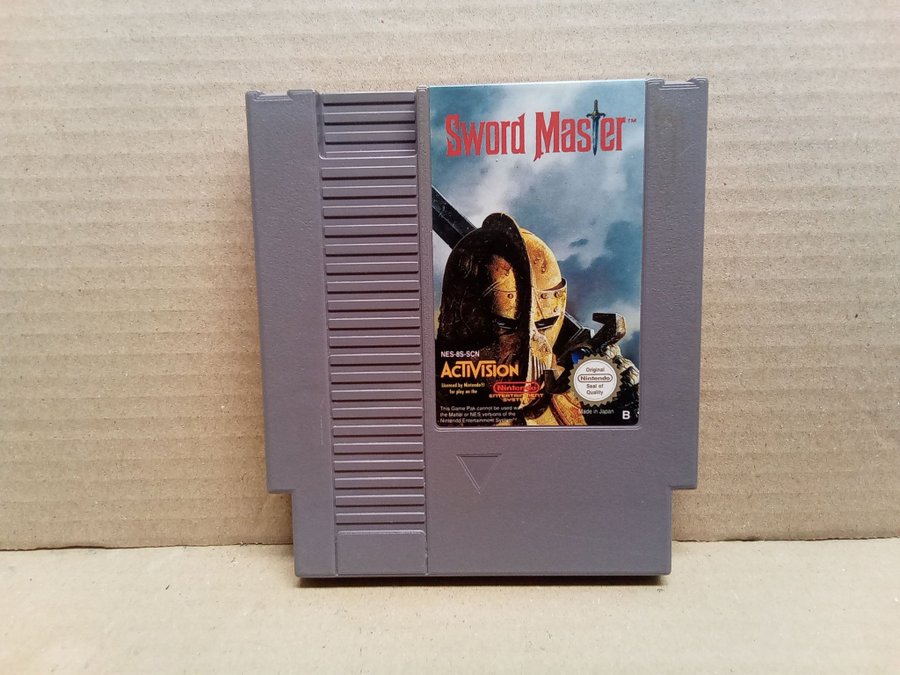 Sword Master™
NES-8S-SCN
ACTIVISION
Licensed by Nintendo®
for play on the
Nintendo
ENTERTAINMENT
SYSTEM
This Game Pak cannot be used w
the Mattel or NES versions of the
Nintendo Entertainment System®
Original
Nintendo
Seal of
Quality
Made in Japan
B